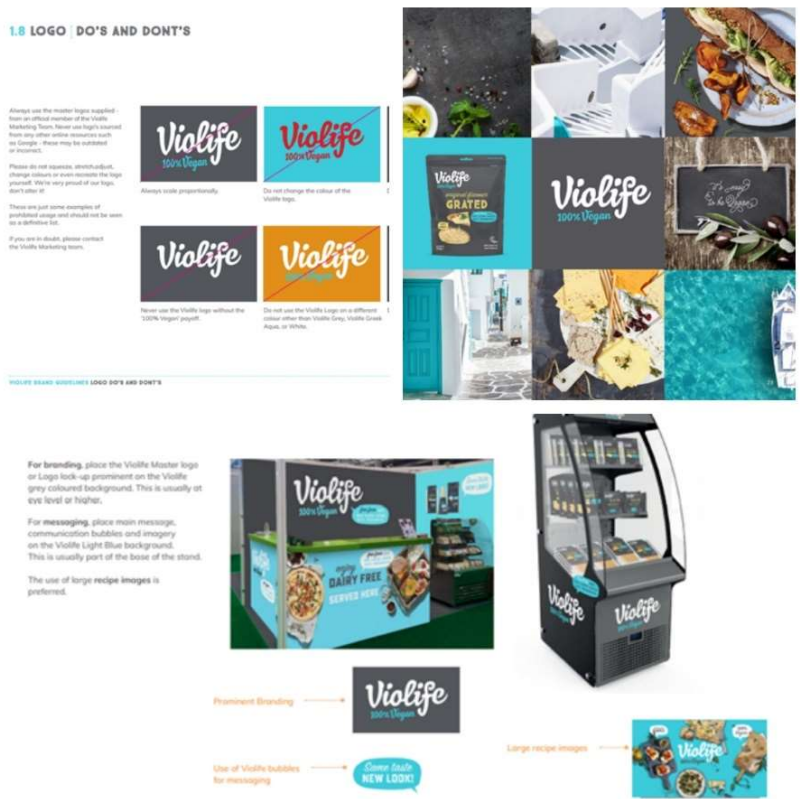 1.8 LOGO | DO'S AND DONT'S
Always use the master logos supplied -
from an official member of the Violife
Marketing Team. Never use logo's sourced
from any other online resources such
as Google - these may be outdated
or incorrect.
Please do not squeeze, stretch,adjust,
change colours or even recreate the logo
yourself. We're very proud of our logo,
don't alter it!
These are just some examples of
prohibited usage and should not be seen
as a definitive list.
If you are in doubt, please contact
the Violife Marketing team.
Violife
100% Vegan
Always scale proportionally.
Violife
100% Vegan
Do not change the colour of the
Violife logo.
Violife
Never use the Violife logo without the
'100% Vegan' payoff.
Violife
100% Vegan
Do not use the Violife Logo on a different
colour other than Violife Grey, Violife Greek
Aqua, or White.
VIOLIFE BRAND GUIDELINES LOGO DO'S AND DONT'S
Violife
original flavour
GRATED
Violife
100% Vegan
It's good
to be Vegan
For branding, place the Violife Master logo
or Logo lock-up prominent on the Violife
grey coloured background. This is usually at
eye level or higher.
For messaging, place main message,
communication bubbles and imagery
on the Violife Light Blue background.
This is usually part of the base of the stand.
The use of large recipe images is
preferred.
Violife
100% Vegan
Same taste
NEW LOOK!
enjoy
DAIRY FREE
SERVED HERE
Violife
Violife
Prominent Branding
Violife
100% Vegan
Use of Violife bubbles
for messaging
Same taste
NEW LOOK!
Large recipe images
Violife